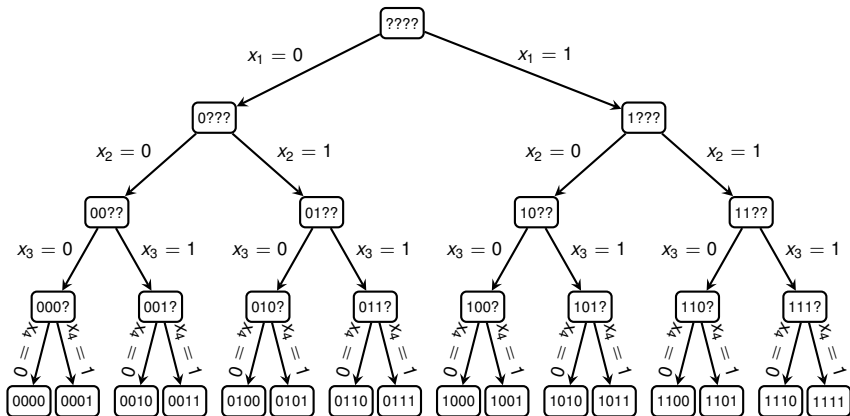 ????
x₁ = 0 x₁ = 1
0??? 1???
x₂ = 0 x₂ = 1 x₂ = 0 x₂ = 1
00?? 01?? 10?? 11??
x₃ = 0 x₃ = 1 x₃ = 0 x₃ = 1 x₃ = 0 x₃ = 1 x₃ = 0 x₃ = 1
000? 001? 010? 011? 100? 101? 110? 111?
x₄ = 0 x₄ = 1 x₄ = 0 x₄ = 1 x₄ = 0 x₄ = 1 x₄ = 0 x₄ = 1 x₄ = 0 x₄ = 1 x₄ = 0 x₄ = 1 x₄ = 0 x₄ = 1 x₄ = 0 x₄ = 1
0000 0001 0010 0011 0100 0101 0110 0111 1000 1001 1010 1011 1100 1101 1110 1111